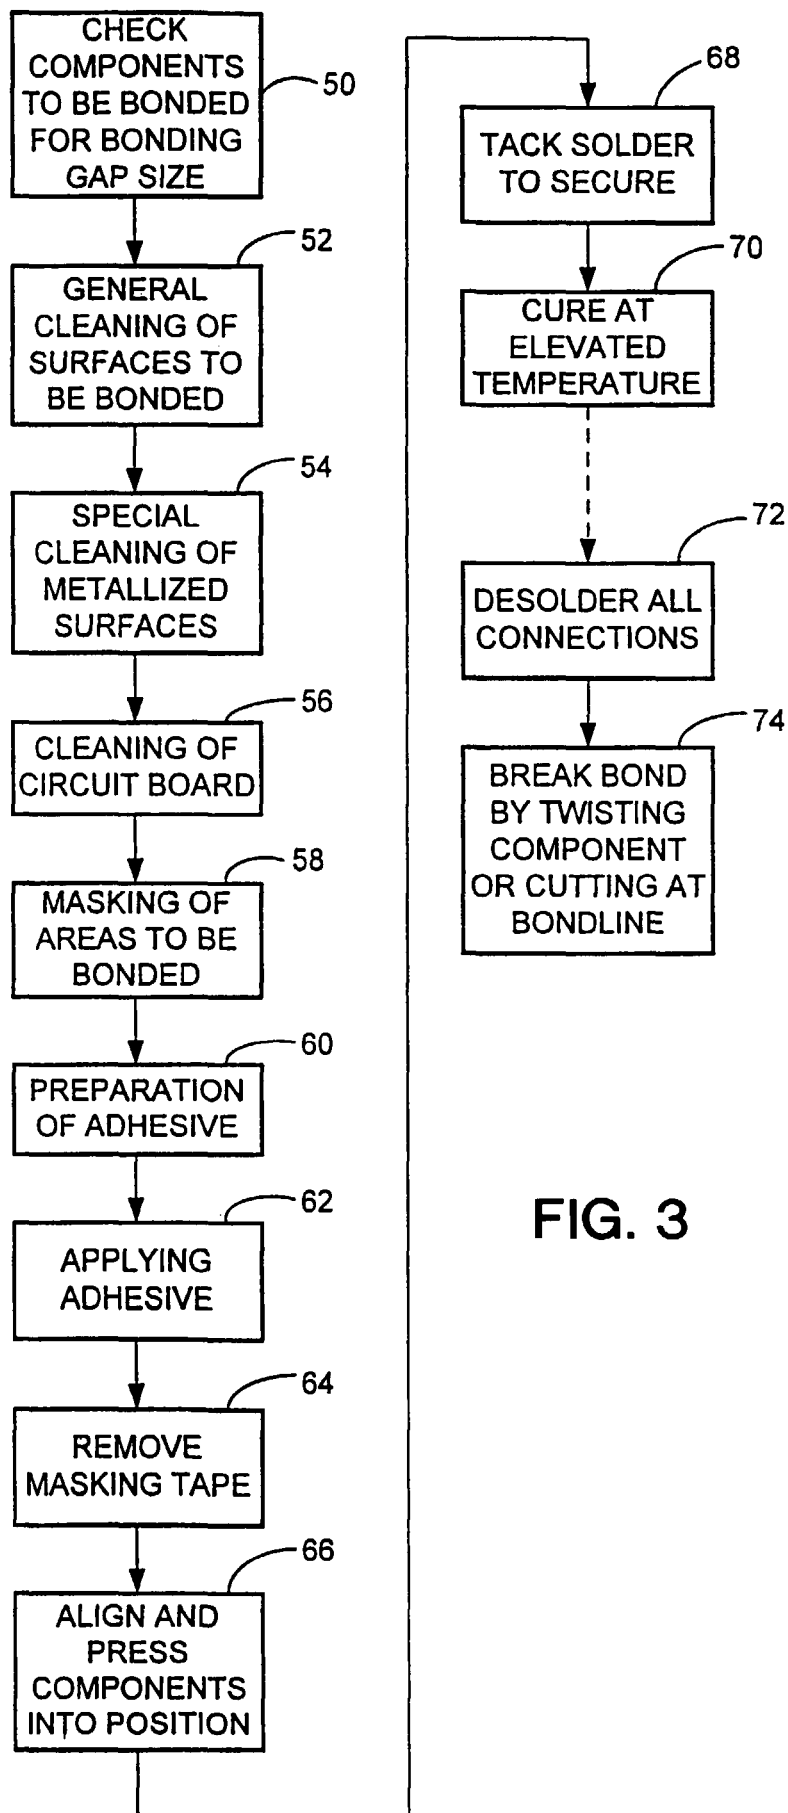 CHECK
COMPONENTS
TO BE BONDED
FOR BONDING
GAP SIZE
50
GENERAL
CLEANING OF
SURFACES TO
BE BONDED
52
SPECIAL
CLEANING OF
METALLIZED
SURFACES
54
CLEANING OF
CIRCUIT BOARD
56
MASKING OF
AREAS TO BE
BONDED
58
PREPARATION
OF ADHESIVE
60
APPLYING
ADHESIVE
62
REMOVE
MASKING TAPE
64
ALIGN AND
PRESS
COMPONENTS
INTO POSITION
66
TACK SOLDER
TO SECURE
68
CURE AT
ELEVATED
TEMPERATURE
70
DESOLDER ALL
CONNECTIONS
72
BREAK BOND
BY TWISTING
COMPONENT
OR CUTTING AT
BONDLINE
74
FIG. 3